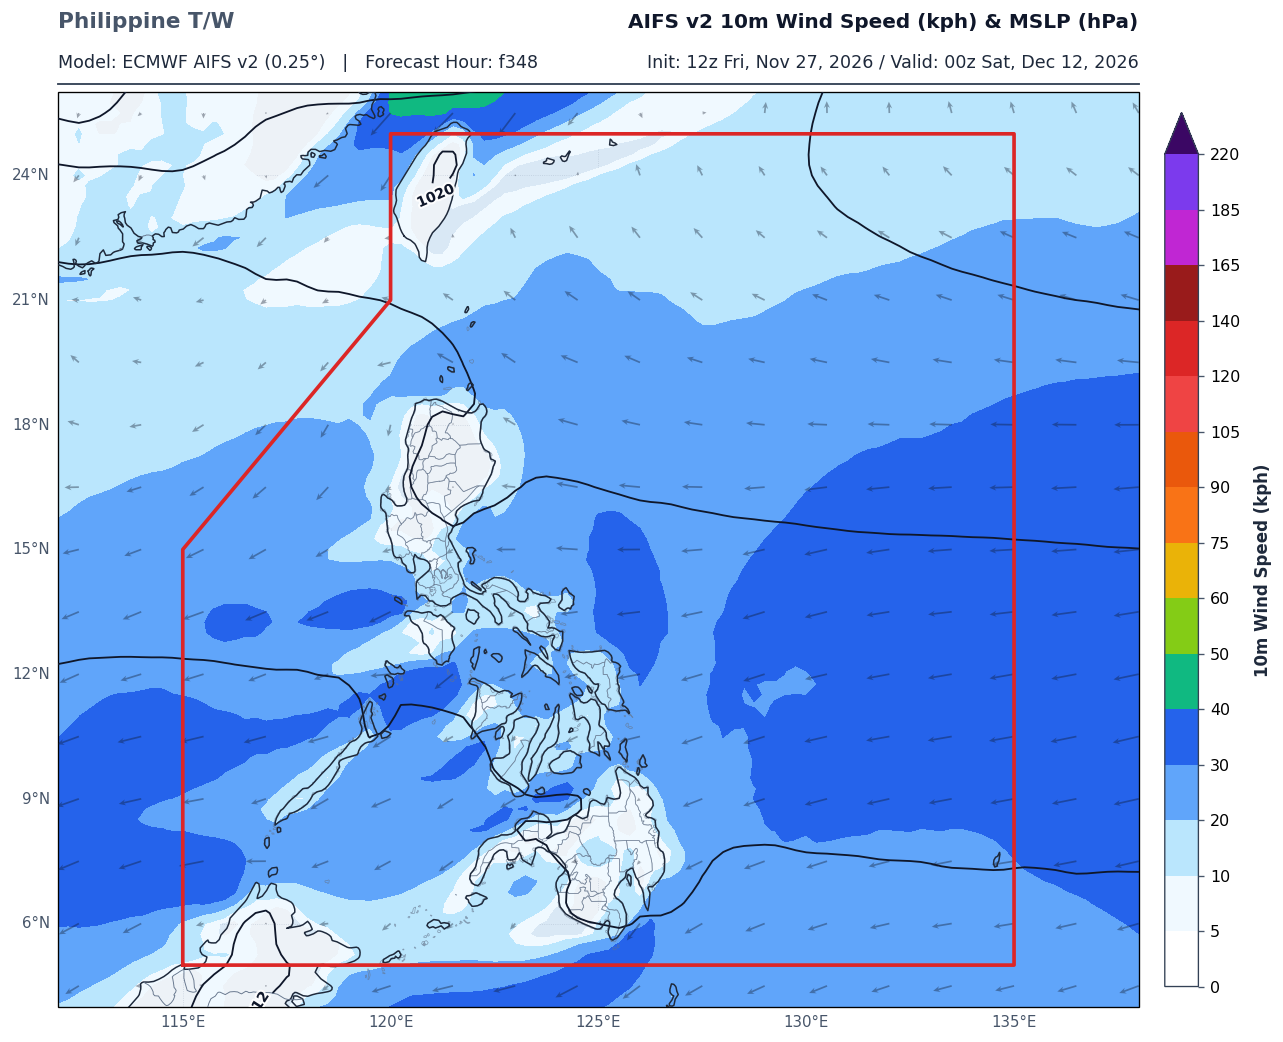 Philippine T/W
AIFS v2 10m Wind Speed (kph) & MSLP (hPa)
Model: ECMWF AIFS v2 (0.25°) | Forecast Hour: f348
Init: 12z Fri, Nov 27, 2026 / Valid: 00z Sat, Dec 12, 2026
24°N
21°N
18°N
15°N
12°N
9°N
6°N
1020
12
115°E
120°E
125°E
130°E
135°E
220
185
165
140
120
105
90
75
60
50
40
30
20
10
5
0
10m Wind Speed (kph)